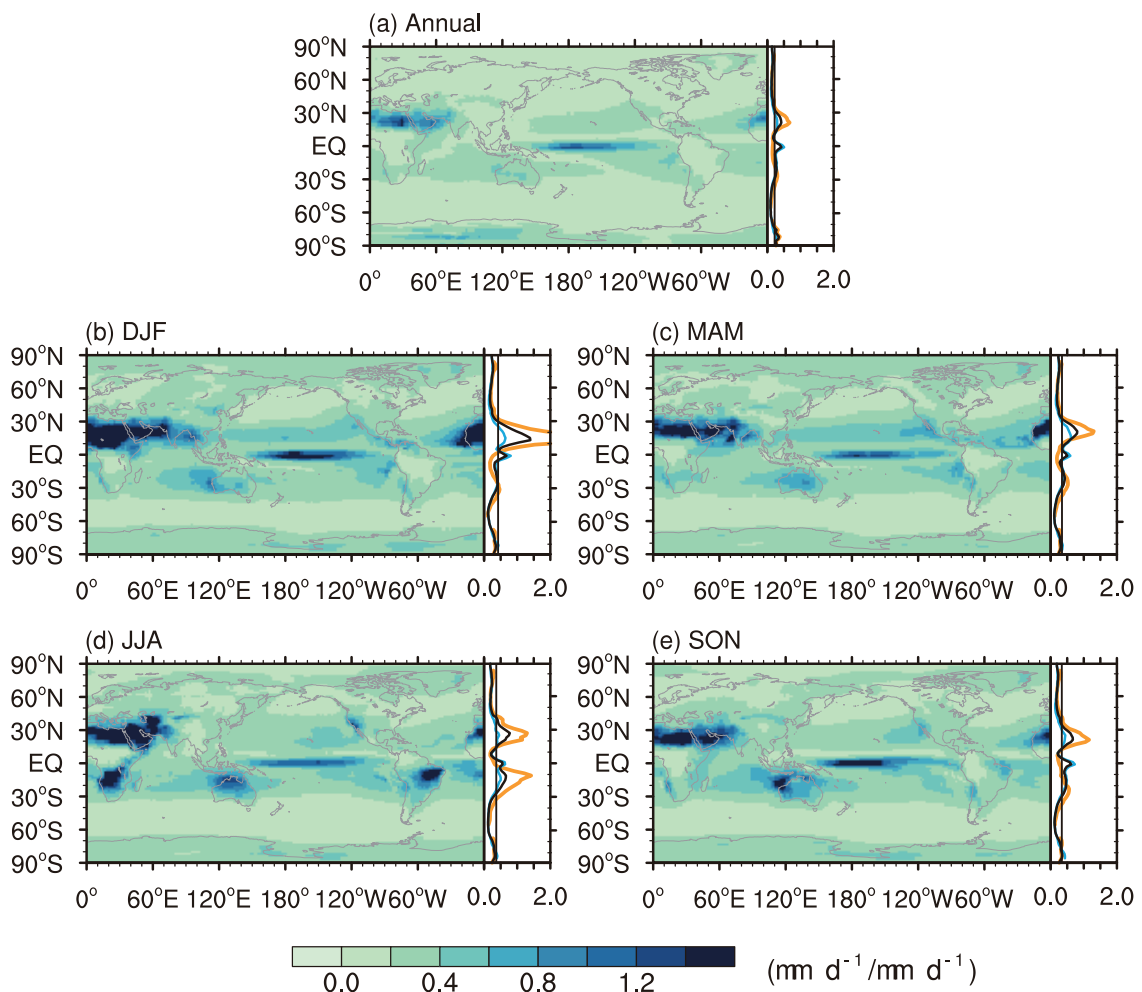 (a) Annual
90°N
60°N
30°N
EQ
30°S
60°S
90°S
0° 60°E 120°E 180° 120°W 60°W 0.0 2.0
(b) DJF (c) MAM
90°N 90°N
60°N 60°N
30°N 30°N
EQ EQ
30°S 30°S
60°S 60°S
90°S 90°S
0° 60°E 120°E 180° 120°W 60°W 0.0 2.0 0° 60°E 120°E 180° 120°W 60°W 0.0 2.0
(d) JJA (e) SON
90°N 90°N
60°N 60°N
30°N 30°N
EQ EQ
30°S 30°S
60°S 60°S
90°S 90°S
0° 60°E 120°E 180° 120°W 60°W 0.0 2.0 0° 60°E 120°E 180° 120°W 60°W 0.0 2.0
0.0 0.4 0.8 1.2 (mm d⁻¹/mm d⁻¹)